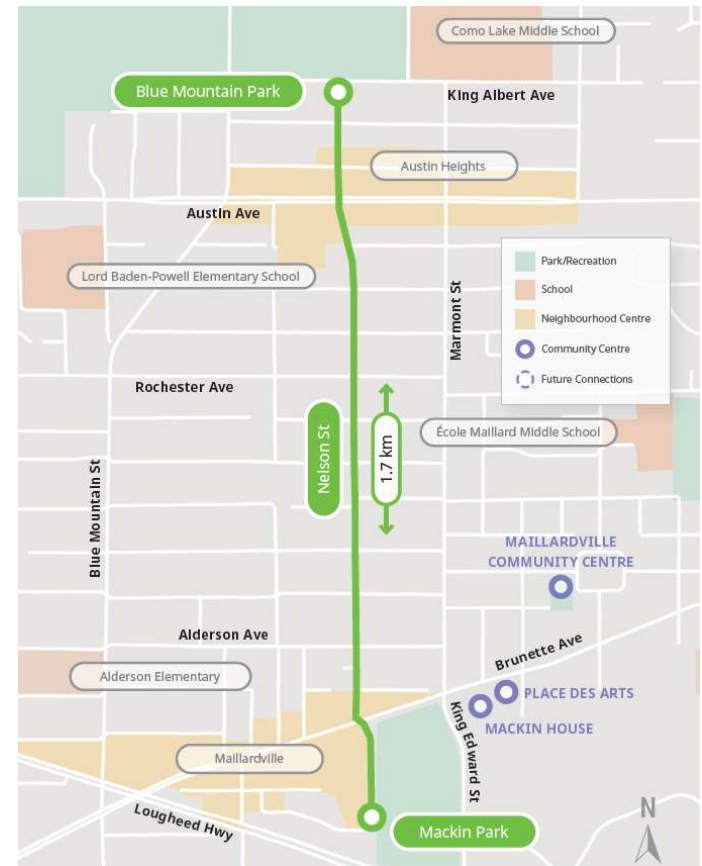 Como Lake Middle School
Blue Mountain Park
King Albert Ave
Austin Heights
Austin Ave
Park/Recreation
Lord Baden-Powell Elementary School
School
Marmont St
Neighbourhood Centre
Community Centre
Future Connections
Rochester Ave
Nelson St
1.7 km
École Maillard Middle School
Blue Mountain St
MAILLARDVILLE
COMMUNITY CENTRE
Alderson Ave
Brunette Ave
Alderson Elementary
PLACE DES ARTS
King Edward St
MACKIN HOUSE
Maillardville
Lougheed Hwy
Mackin Park
N